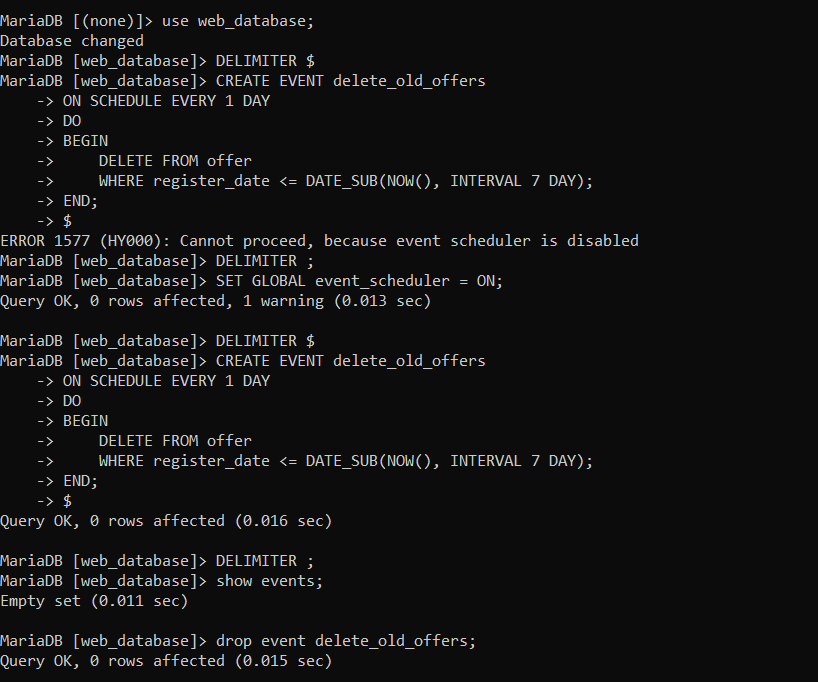 MariaDB [(none)]> use web_database;
Database changed
MariaDB [web_database]> DELIMITER $
MariaDB [web_database]> CREATE EVENT delete_old_offers
    -> ON SCHEDULE EVERY 1 DAY
    -> DO
    -> BEGIN
    ->     DELETE FROM offer
    ->     WHERE register_date <= DATE_SUB(NOW(), INTERVAL 7 DAY);
    -> END;
    -> $
ERROR 1577 (HY000): Cannot proceed, because event scheduler is disabled
MariaDB [web_database]> DELIMITER ;
MariaDB [web_database]> SET GLOBAL event_scheduler = ON;
Query OK, 0 rows affected, 1 warning (0.013 sec)

MariaDB [web_database]> DELIMITER $
MariaDB [web_database]> CREATE EVENT delete_old_offers
    -> ON SCHEDULE EVERY 1 DAY
    -> DO
    -> BEGIN
    ->     DELETE FROM offer
    ->     WHERE register_date <= DATE_SUB(NOW(), INTERVAL 7 DAY);
    -> END;
    -> $
Query OK, 0 rows affected (0.016 sec)

MariaDB [web_database]> DELIMITER ;
MariaDB [web_database]> show events;
Empty set (0.011 sec)

MariaDB [web_database]> drop event delete_old_offers;
Query OK, 0 rows affected (0.015 sec)